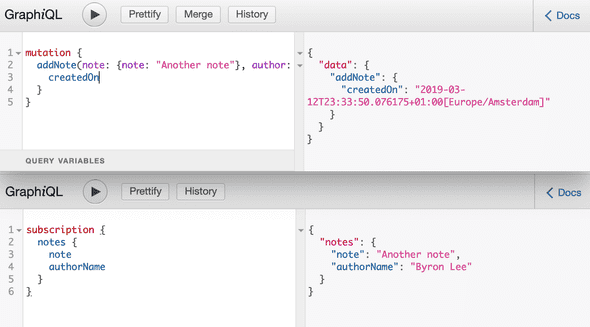 GraphiQL Prettify Merge History < Docs
1 mutation {
2 addNote(note: {note: "Another note"}, author:
3 createdOn
4 }
5 }
QUERY VARIABLES
{
"data": {
"addNote": {
"createdOn": "2019-03-
12T23:33:50.076175+01:00[Europe/Amsterdam]"
}
}
}
GraphiQL Prettify History < Docs
1 subscription {
2 notes {
3 note
4 authorName
5 }
6 }
{
"notes": {
"note": "Another note",
"authorName": "Byron Lee"
}
}